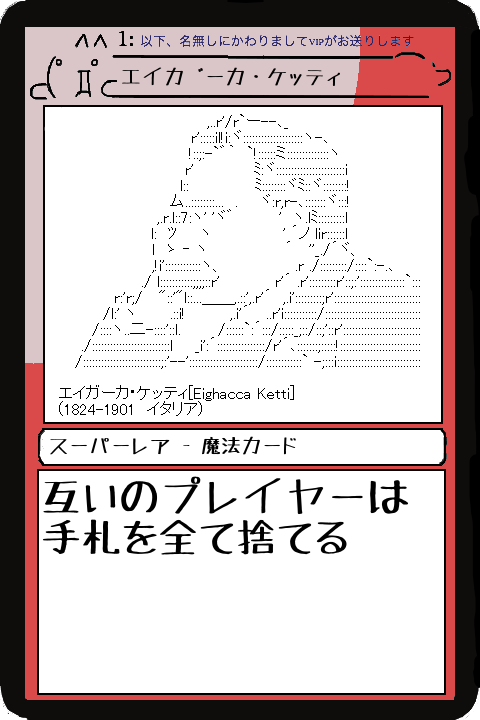 ∧∧ 1: 以下、名無しにかわりましてVIPがお送りします
エイガーカ・ケッティ
エイガーカ・ケッティ[Eighacca Ketti]
(1824-1901 イタリア)
スーパーレア - 魔法カード
互いのプレイヤーは
手札を全て捨てる